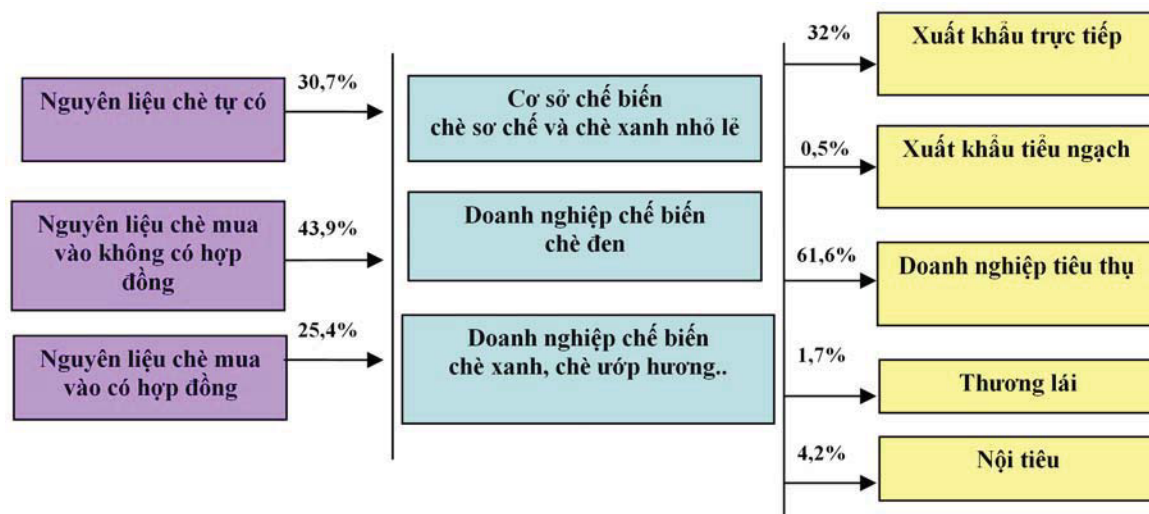 Nguyên liệu chè tự có
30,7%
Nguyên liệu chè mua
vào không có hợp
đồng
43,9%
Nguyên liệu chè mua
vào có hợp đồng
25,4%
Cơ sở chế biến
chè sơ chế và chè xanh nhỏ lẻ
Doanh nghiệp chế biến
chè đen
Doanh nghiệp chế biến
chè xanh, chè ướp hương..
32%
Xuất khẩu trực tiếp
0,5%
Xuất khẩu tiểu ngạch
61,6%
Doanh nghiệp tiêu thụ
1,7%
Thương lái
4,2%
Nội tiêu